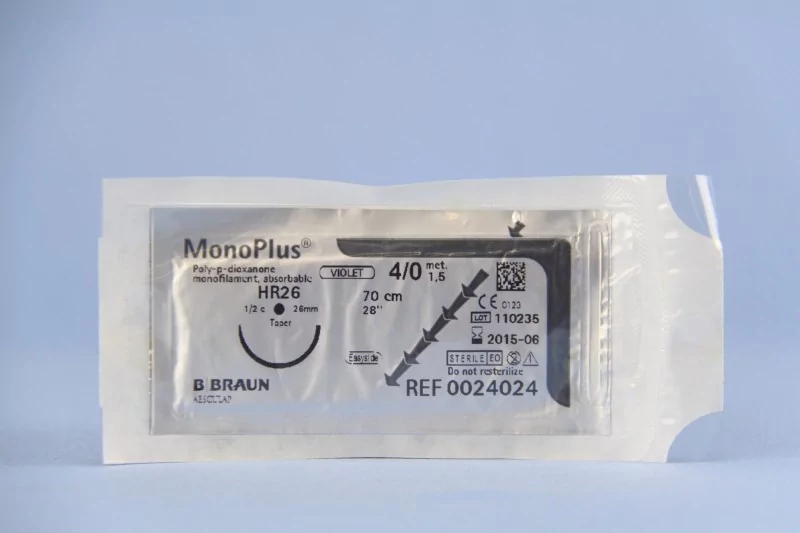 MonoPlus®
Poly-p-dioxanone
monofilament, absorbable
VIOLET
4/0 met.
1,5
HR26
1/2 c 26mm
Taper
70 cm
28"
CE 0123
LOT 110235
2015-06
Easyslide
STERILE EO
Do not resterilize
B BRAUN
AESCULAP
REF 0024024